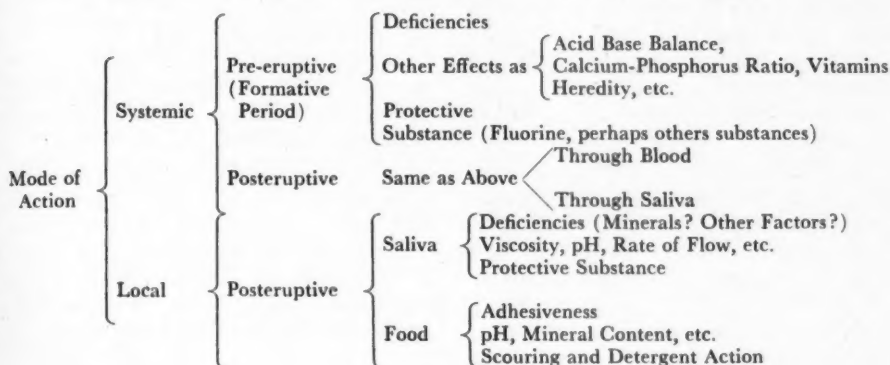 Deficiencies
Acid Base Balance,
Pre-eruptive
Other Effects as
Calcium-Phosphorus Ratio, Vitamins
(Formative
Heredity, etc.
Systemic
Period)
Protective
Substance (Fluorine, perhaps others substances)
Through Blood
Mode of
Posteruptive
Same as Above
Action
Through Saliva
Deficiencies (Minerals? Other Factors?)
Saliva
Viscosity, pH, Rate of Flow, etc.
Protective Substance
Local
Posteruptive
Adhesiveness
Food
pH, Mineral Content, etc.
Scouring and Detergent Action